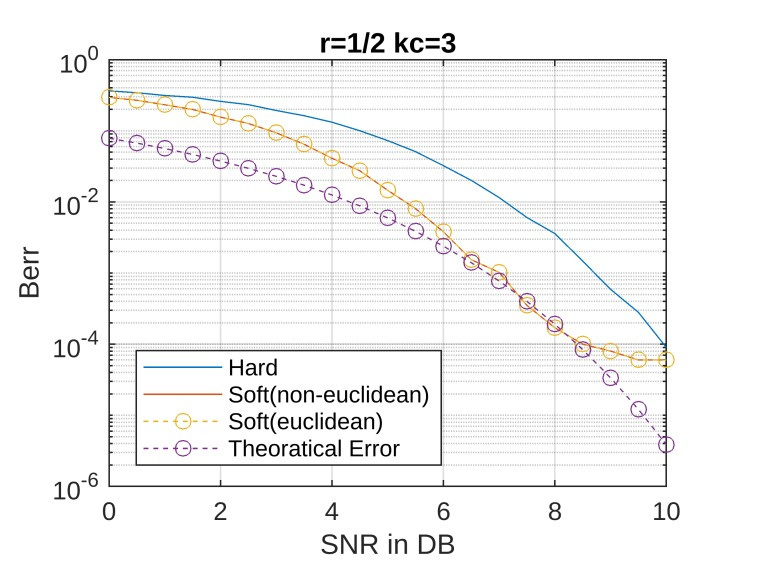 r=1/2 kc=3
10^0
10^-2
10^-4
10^-6
Berr
Hard
Soft(non-euclidean)
Soft(euclidean)
Theoratical Error
0 2 4 6 8 10
SNR in DB